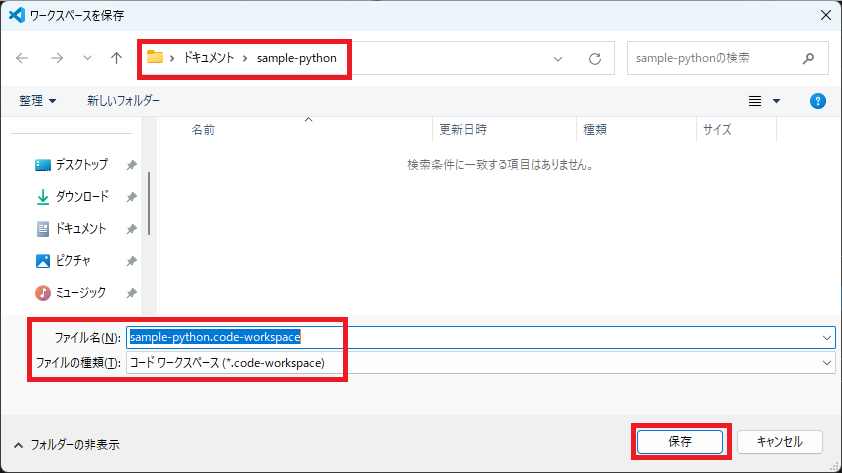 ワークスペースを保存
ドキュメント sample-python
sample-pythonの検索
整理 新しいフォルダー
名前 更新日時 種類 サイズ
検索条件に一致する項目はありません。
デスクトップ
ダウンロード
ドキュメント
ピクチャ
ミュージック
ファイル名(N): sample-python.code-workspace
ファイルの種類(T): コード ワークスペース (*.code-workspace)
フォルダーの非表示 保存 キャンセル